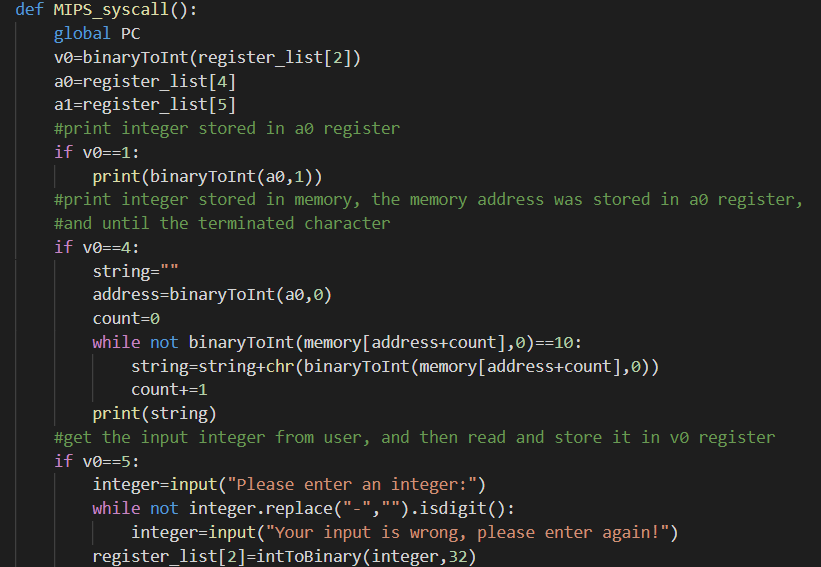 def MIPS_syscall():
    global PC
    v0=binaryToInt(register_list[2])
    a0=register_list[4]
    a1=register_list[5]
    #print integer stored in a0 register
    if v0==1:
        print(binaryToInt(a0,1))
    #print integer stored in memory, the memory address was stored in a0 register,
    #and until the terminated character
    if v0==4:
        string=""
        address=binaryToInt(a0,0)
        count=0
        while not binaryToInt(memory[address+count],0)==10:
            string=string+chr(binaryToInt(memory[address+count],0))
            count+=1
        print(string)
    #get the input integer from user, and then read and store it in v0 register
    if v0==5:
        integer=input("Please enter an integer:")
        while not integer.replace("-","").isdigit():
            integer=input("Your input is wrong, please enter again!")
        register_list[2]=intToBinary(integer,32)